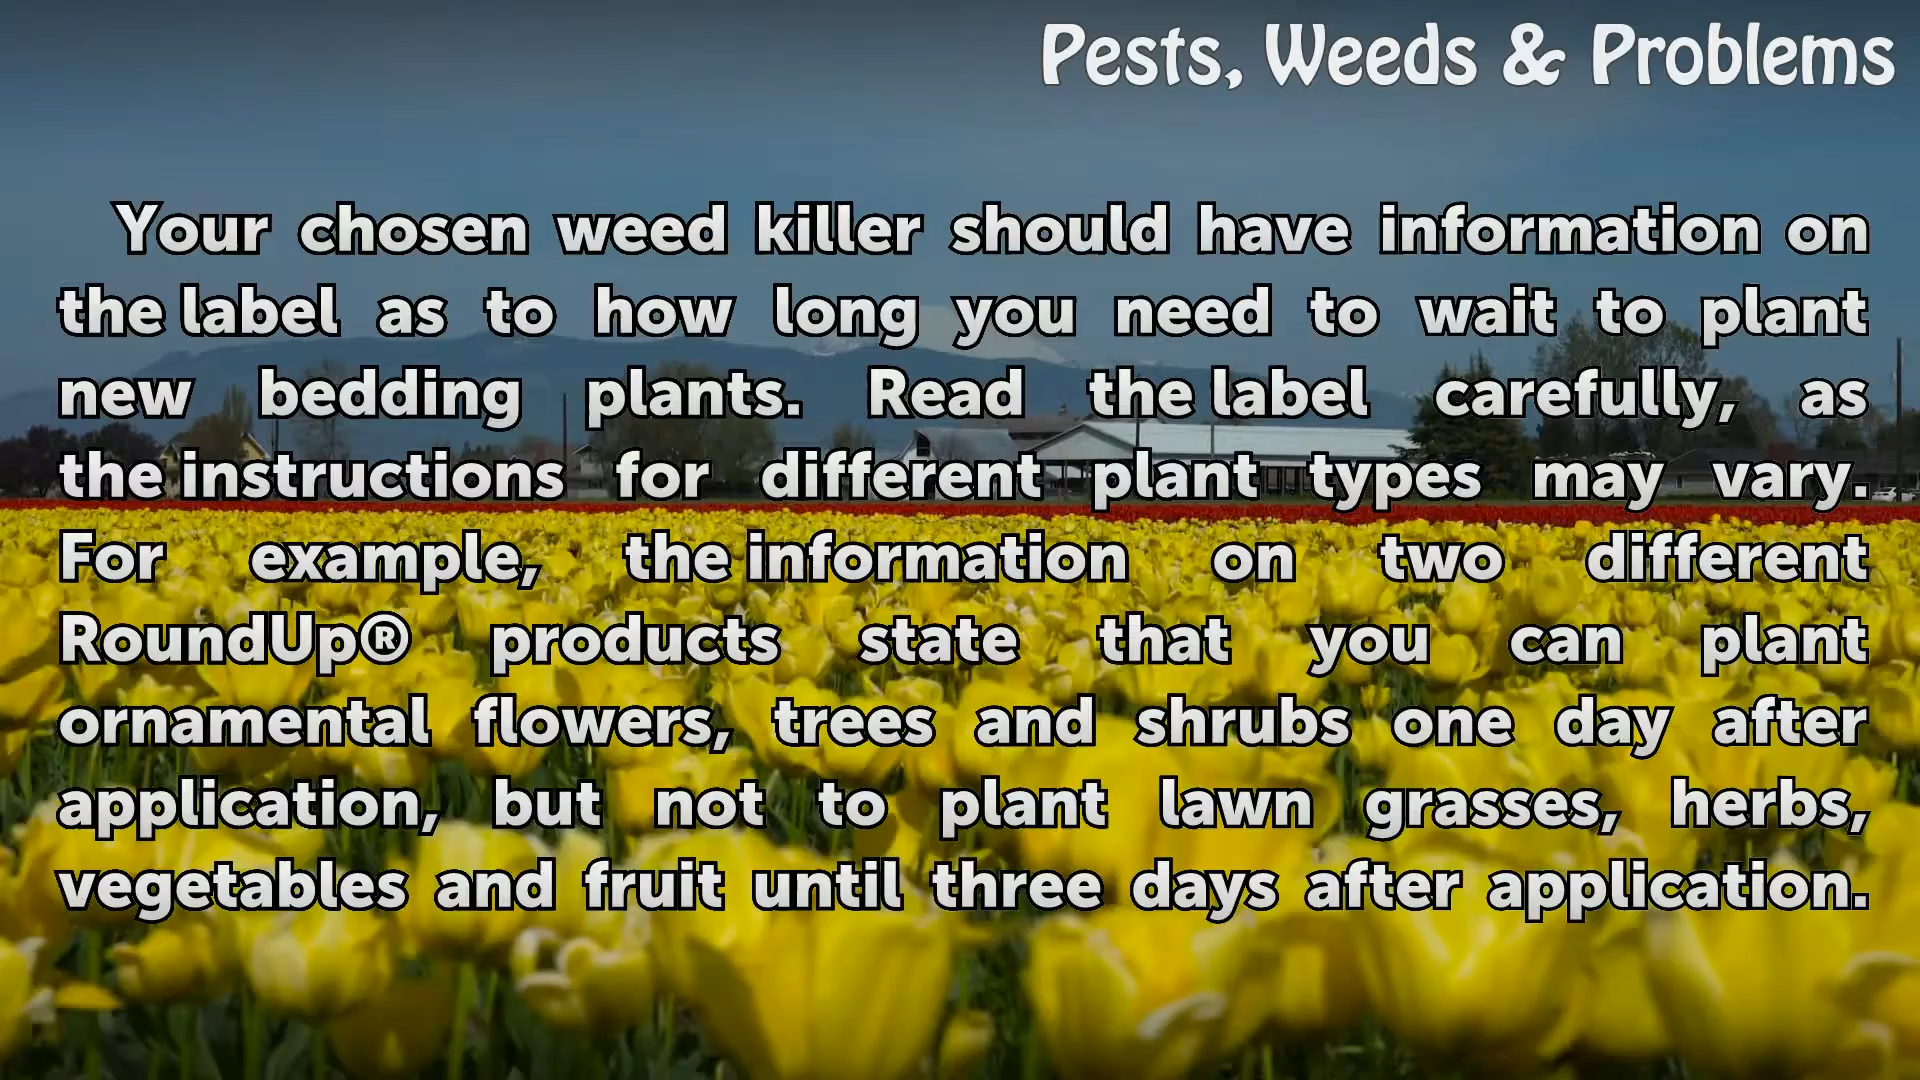 Pests, Weeds & Problems
Your chosen weed killer should have information on
the label as to how long you need to wait to plant
new bedding plants. Read the label carefully, as
the instructions for different plant types may vary.
For example, the information on two different
RoundUp® products state that you can plant
ornamental flowers, trees and shrubs one day after
application, but not to plant lawn grasses, herbs,
vegetables and fruit until three days after application.